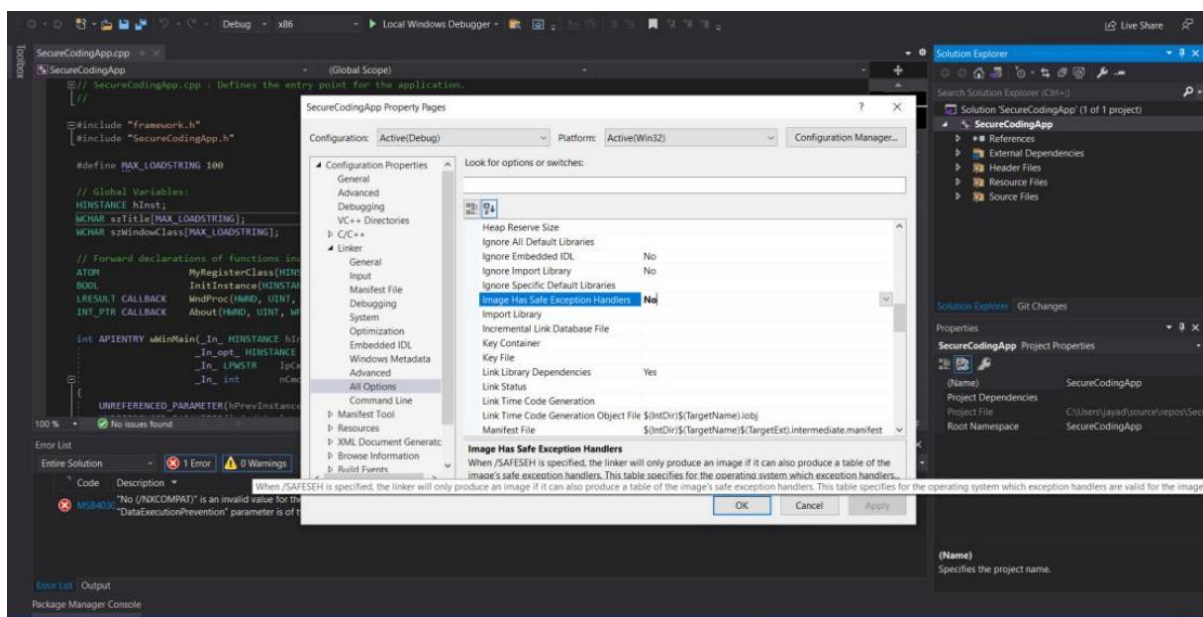 Debug
x86
Local Windows Debugger
Live Share
Toolbox
SecureCodingApp.cpp
SecureCodingApp
(Global Scope)
// SecureCodingApp.cpp : Defines the entry point for the application.
//
#include "framework.h"
#include "SecureCodingApp.h"
#define MAX_LOADSTRING 100
// Global Variables:
HINSTANCE hInst;
WCHAR szTitle[MAX_LOADSTRING];
WCHAR szWindowClass[MAX_LOADSTRING];
// Forward declarations of functions inc
ATOM MyRegisterClass(HINS
BOOL InitInstance(HINSTAN
LRESULT CALLBACK WndProc(HWND, UINT,
INT_PTR CALLBACK About(HWND, UINT, W
int APIENTRY wWinMain(_In_ HINSTANCE hIn
_In_opt_ HINSTANCE
_In_ LPWSTR lpCm
_In_ int nCmd
{
UNREFERENCED_PARAMETER(hPrevInstance
100 %
No issues found
Error List
Entire Solution
1 Error
0 Warnings
Code
Description
"No (/NXCOMPAT)" is an invalid value for the
"DataExecutionPrevention" parameter is of t
Error List
Output
Package Manager Console
SecureCodingApp Property Pages
?
Configuration:
Active(Debug)
Platform:
Active(Win32)
Configuration Manager...
Configuration Properties
General
Advanced
Debugging
VC++ Directories
C/C++
Linker
General
Input
Manifest File
Debugging
System
Optimization
Embedded IDL
Windows Metadata
Advanced
All Options
Command Line
Manifest Tool
Resources
XML Document Generatc
Browse Information
Build Events
Look for options or switches:
Heap Reserve Size
Ignore All Default Libraries
Ignore Embedded IDL No
Ignore Import Library No
Ignore Specific Default Libraries
Image Has Safe Exception Handlers No
Import Library
Incremental Link Database File
Key Container
Key File
Link Library Dependencies Yes
Link Status
Link Time Code Generation
Link Time Code Generation Object File $(IntDir)$(TargetName).iobj
Manifest File $(IntDir)$(TargetName)$(TargetExt).intermediate.manifest
Image Has Safe Exception Handlers
When /SAFESEH is specified, the linker will only produce an image if it can also produce a table of the
image's safe exception handlers. This table specifies for the operating system which exception handlers...
When /SAFESEH is specified, the linker will only produce an image if it can also produce a table of the image's safe exception handlers. This table specifies for the operating system which exception handlers are valid for the image
OK
Cancel
Apply
Solution Explorer
Search Solution Explorer (Ctrl+;)
Solution 'SecureCodingApp' (1 of 1 project)
SecureCodingApp
References
External Dependencies
Header Files
Resource Files
Source Files
Solution Explorer
Git Changes
Properties
SecureCodingApp Project Properties
(Name) SecureCodingApp
Project Dependencies
Project File C:\Users\jayad\source\repos\Sec
Root Namespace SecureCodingApp
(Name)
Specifies the project name.